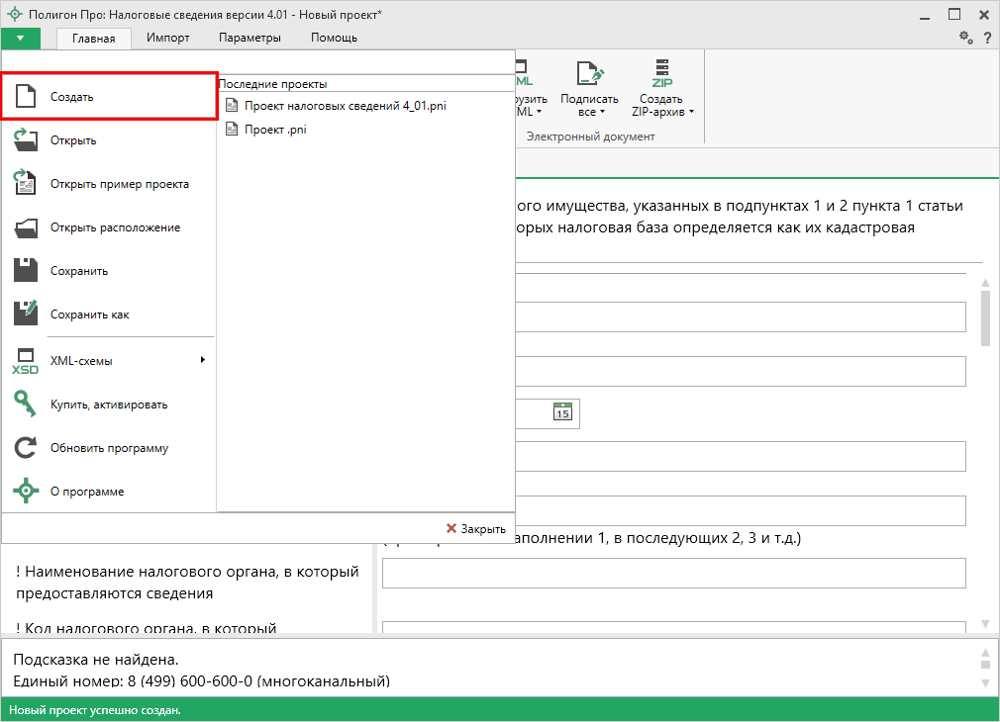 Полигон Про: Налоговые сведения версии 4.01 - Новый проект*
Главная
Импорт
Параметры
Помощь
?
Создать
Открыть
Открыть пример проекта
Открыть расположение
Сохранить
Сохранить как
XSD
XML-схемы
Купить, активировать
Обновить программу
О программе
Последние проекты
Проект налоговых сведений 4_01.pni
Проект .pni
Закрыть
Подписать
все
ZIP
Создать
ZIP-архив
Электронный документ
ого имущества, указанных в подпунктах 1 и 2 пункта 1 статьи
орых налоговая база определяется как их кадастровая
15
аполнении 1, в последующих 2, 3 и т.д.)
! Наименование налогового органа, в который
предоставляются сведения
! Код налогового органа, в который
Подсказка не найдена.
Единый номер: 8 (499) 600-600-0 (многоканальный)
Новый проект успешно создан.